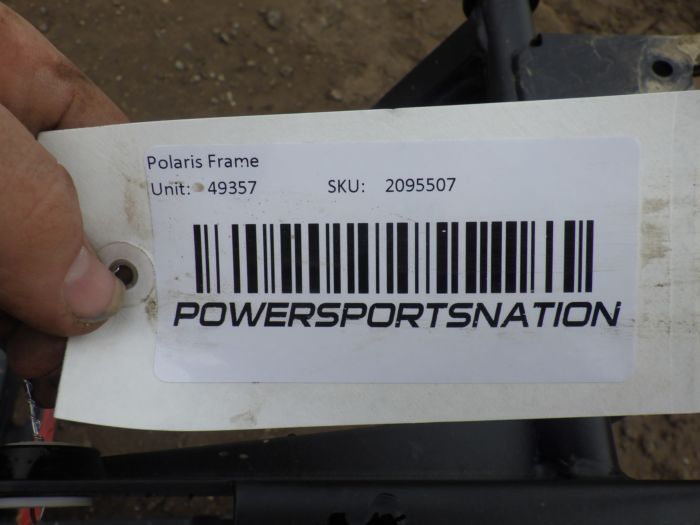 Polaris Frame
Unit: 49357 SKU: 2095507
POWERSPORTSNATION